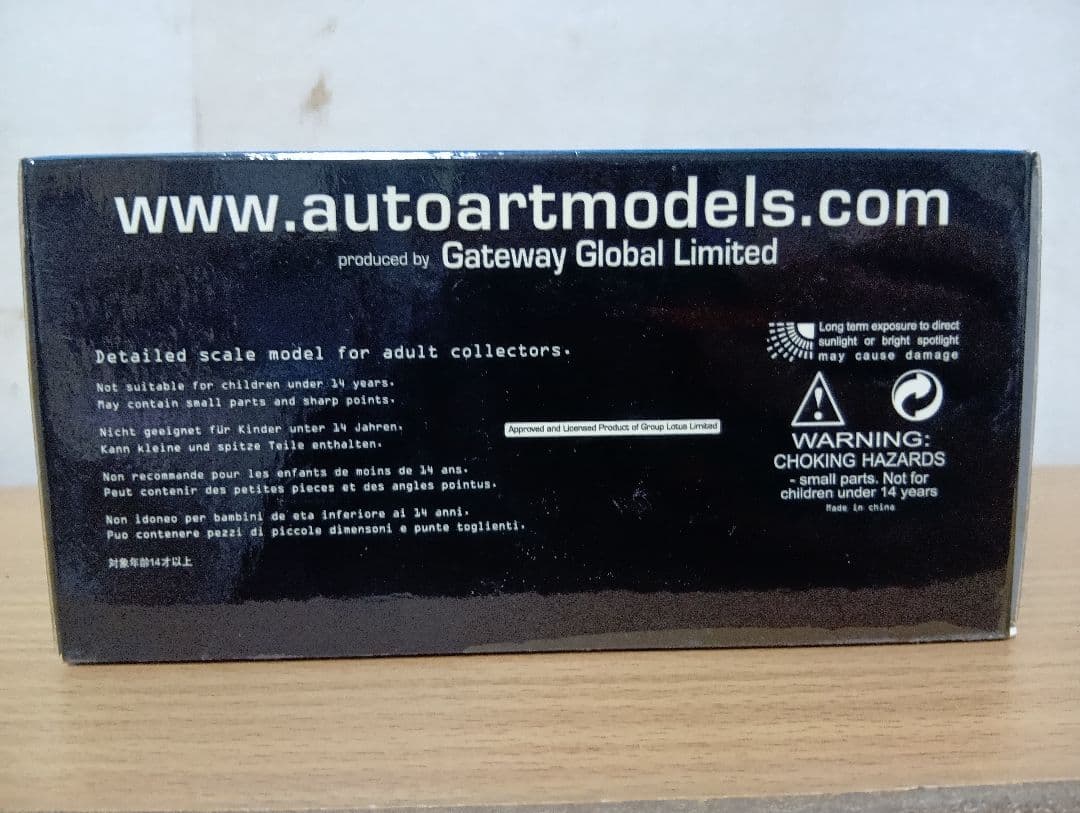 www.autoartmodels.com
produced by Gateway Global Limited
Detailed scale model for adult collectors.
Not suitable for children under 14 years.
May contain small parts and sharp points.
Nicht geeignet für Kinder unter 14 Jahren.
Kann kleine und spitze Teile enthalten.
Non recommande pour les enfants de moins de 14 ans.
Peut contenir des petites pieces et des angles pointus.
Non idoneo per bambini de eta inferiore ai 14 anni.
Puo contenere pezzi di piccole dimensoni e punte toglienti.
対象年齢14才以上
Approved and Licensed Product of Group Lotus Limited
Long term exposure to direct
sunlight or bright spotlight
may cause damage
WARNING:
CHOKING HAZARDS
- small parts. Not for
children under 14 years
Made in china